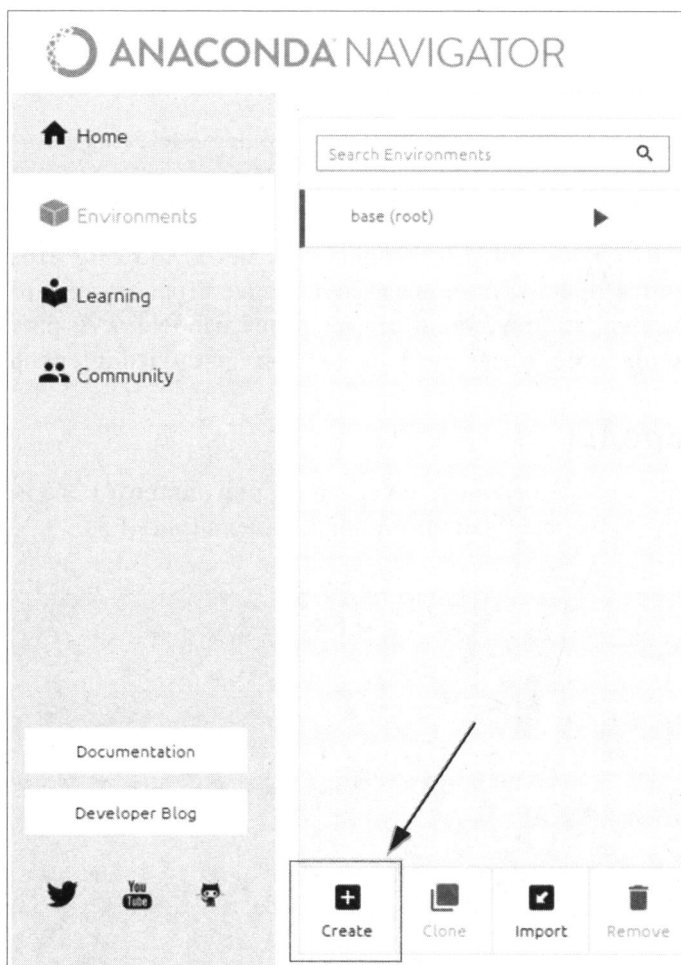 ANACONDA NAVIGATOR
Home
Environments
Learning
Community
Documentation
Developer Blog
You
Tube
Search Environments
base (root)
Create
Clone
Import
Remove